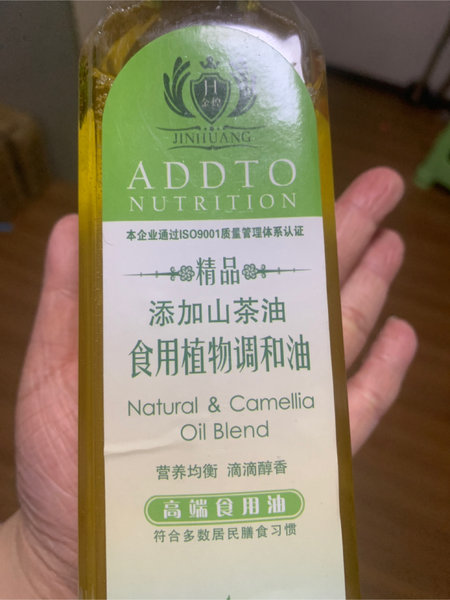 JH
金煌
JINHUANG
ADDTO
NUTRITION
本企业通过ISO9001质量管理体系认证
精品
添加山茶油
食用植物调和油
Natural & Camellia
Oil Blend
营养均衡 滴滴醇香
高端食用油
符合多数居民膳食习惯